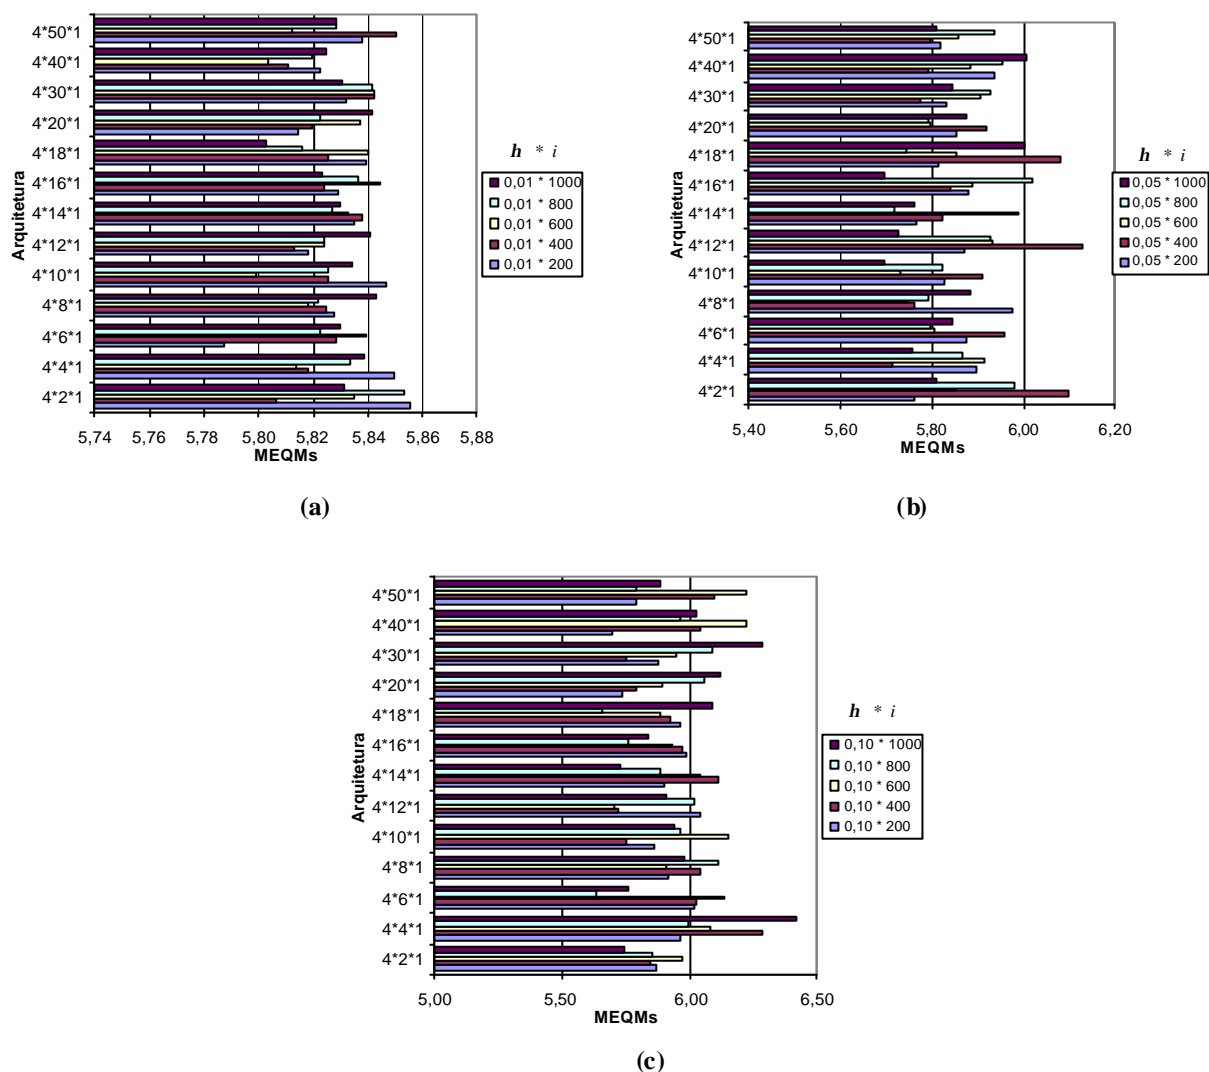 4*50*1
4*40*1
4*30*1
4*20*1
4*18*1
4*16*1
4*14*1
4*12*1
4*10*1
4*8*1
4*6*1
4*4*1
4*2*1
Arquitetura
5,74 5,76 5,78 5,80 5,82 5,84 5,86 5,88
MEQMs
h * i
0,01 * 1000
0,01 * 800
0,01 * 600
0,01 * 400
0,01 * 200
(a)
4*50*1
4*40*1
4*30*1
4*20*1
4*18*1
4*16*1
4*14*1
4*12*1
4*10*1
4*8*1
4*6*1
4*4*1
4*2*1
Arquitetura
5,40 5,60 5,80 6,00 6,20
MEQMs
h * i
0,05 * 1000
0,05 * 800
0,05 * 600
0,05 * 400
0,05 * 200
(b)
4*50*1
4*40*1
4*30*1
4*20*1
4*18*1
4*16*1
4*14*1
4*12*1
4*10*1
4*8*1
4*6*1
4*4*1
4*2*1
Arquitetura
5,00 5,50 6,00 6,50
MEQMs
h * i
0,10 * 1000
0,10 * 800
0,10 * 600
0,10 * 400
0,10 * 200
(c)